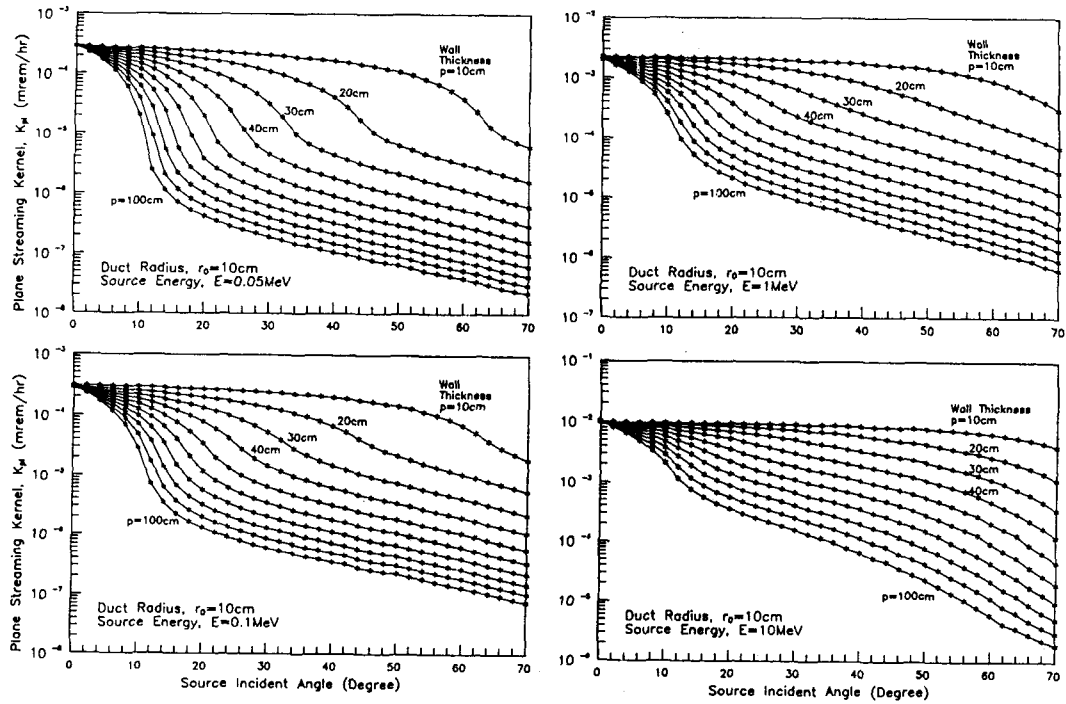 10⁻³
10⁻⁴
10⁻⁵
10⁻⁶
10⁻⁷
10⁻⁸
Plane Streaming Kernel, Kpl (mrem/hr)
Wall
Thickness
p=10cm
20cm
30cm
40cm
p=100cm
Duct Radius, r₀=10cm
Source Energy, E=0.05MeV
0 10 20 30 40 50 60 70
10⁻¹
10⁻²
10⁻³
10⁻⁴
10⁻⁵
10⁻⁶
10⁻⁷
Wall
Thickness
p=10cm
20cm
30cm
40cm
p=100cm
Duct Radius, r₀=10cm
Source Energy, E=1MeV
0 10 20 30 40 50 60 70
10⁻³
10⁻⁴
10⁻⁵
10⁻⁶
10⁻⁷
10⁻⁸
Plane Streaming Kernel, Kpl (mrem/hr)
Wall
Thickness
p=10cm
20cm
30cm
40cm
p=100cm
Duct Radius, r₀=10cm
Source Energy, E=0.1MeV
0 10 20 30 40 50 60 70
Source Incident Angle (Degree)
10⁻¹
10⁻²
10⁻³
10⁻⁴
10⁻⁵
10⁻⁶
Wall Thickness
p=10cm
20cm
30cm
40cm
p=100cm
Duct Radius, r₀=10cm
Source Energy, E=10MeV
0 10 20 30 40 50 60 70
Source Incident Angle (Degree)